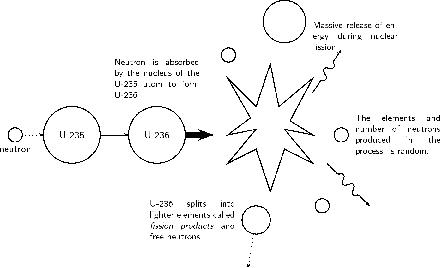 Massive release of en-
ergy during nuclear
fission.
Neutron is absorbed
by the nucleus of the
U-235 atom to form
U-236
U-235
U-236
neutron
The elements and
number of neutrons
produced in the
process is random.
U-236 splits into
lighter elements called
fission products and
free neutrons